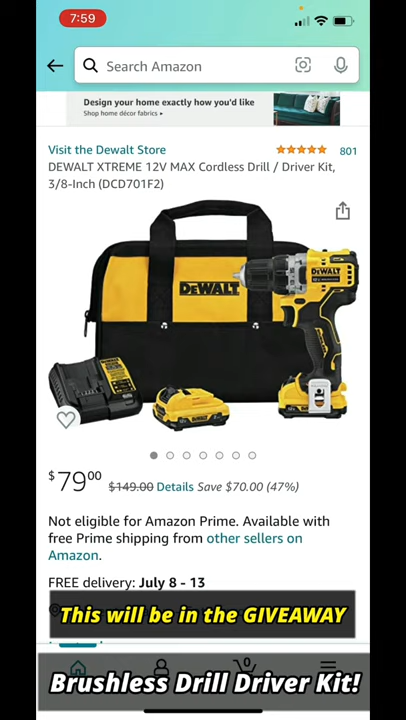 7:59
Search Amazon
Design your home exactly how you'd like
Shop home décor fabrics ▸
Visit the Dewalt Store
801
DEWALT XTREME 12V MAX Cordless Drill / Driver Kit,
3/8-Inch (DCD701F2)
DEWALT
DEWALT
$79⁰⁰ $149.00 Details Save $70.00 (47%)
Not eligible for Amazon Prime. Available with
free Prime shipping from other sellers on
Amazon.
FREE delivery: July 8 - 13
This will be in the GIVEAWAY
0
Brushless Drill Driver Kit!